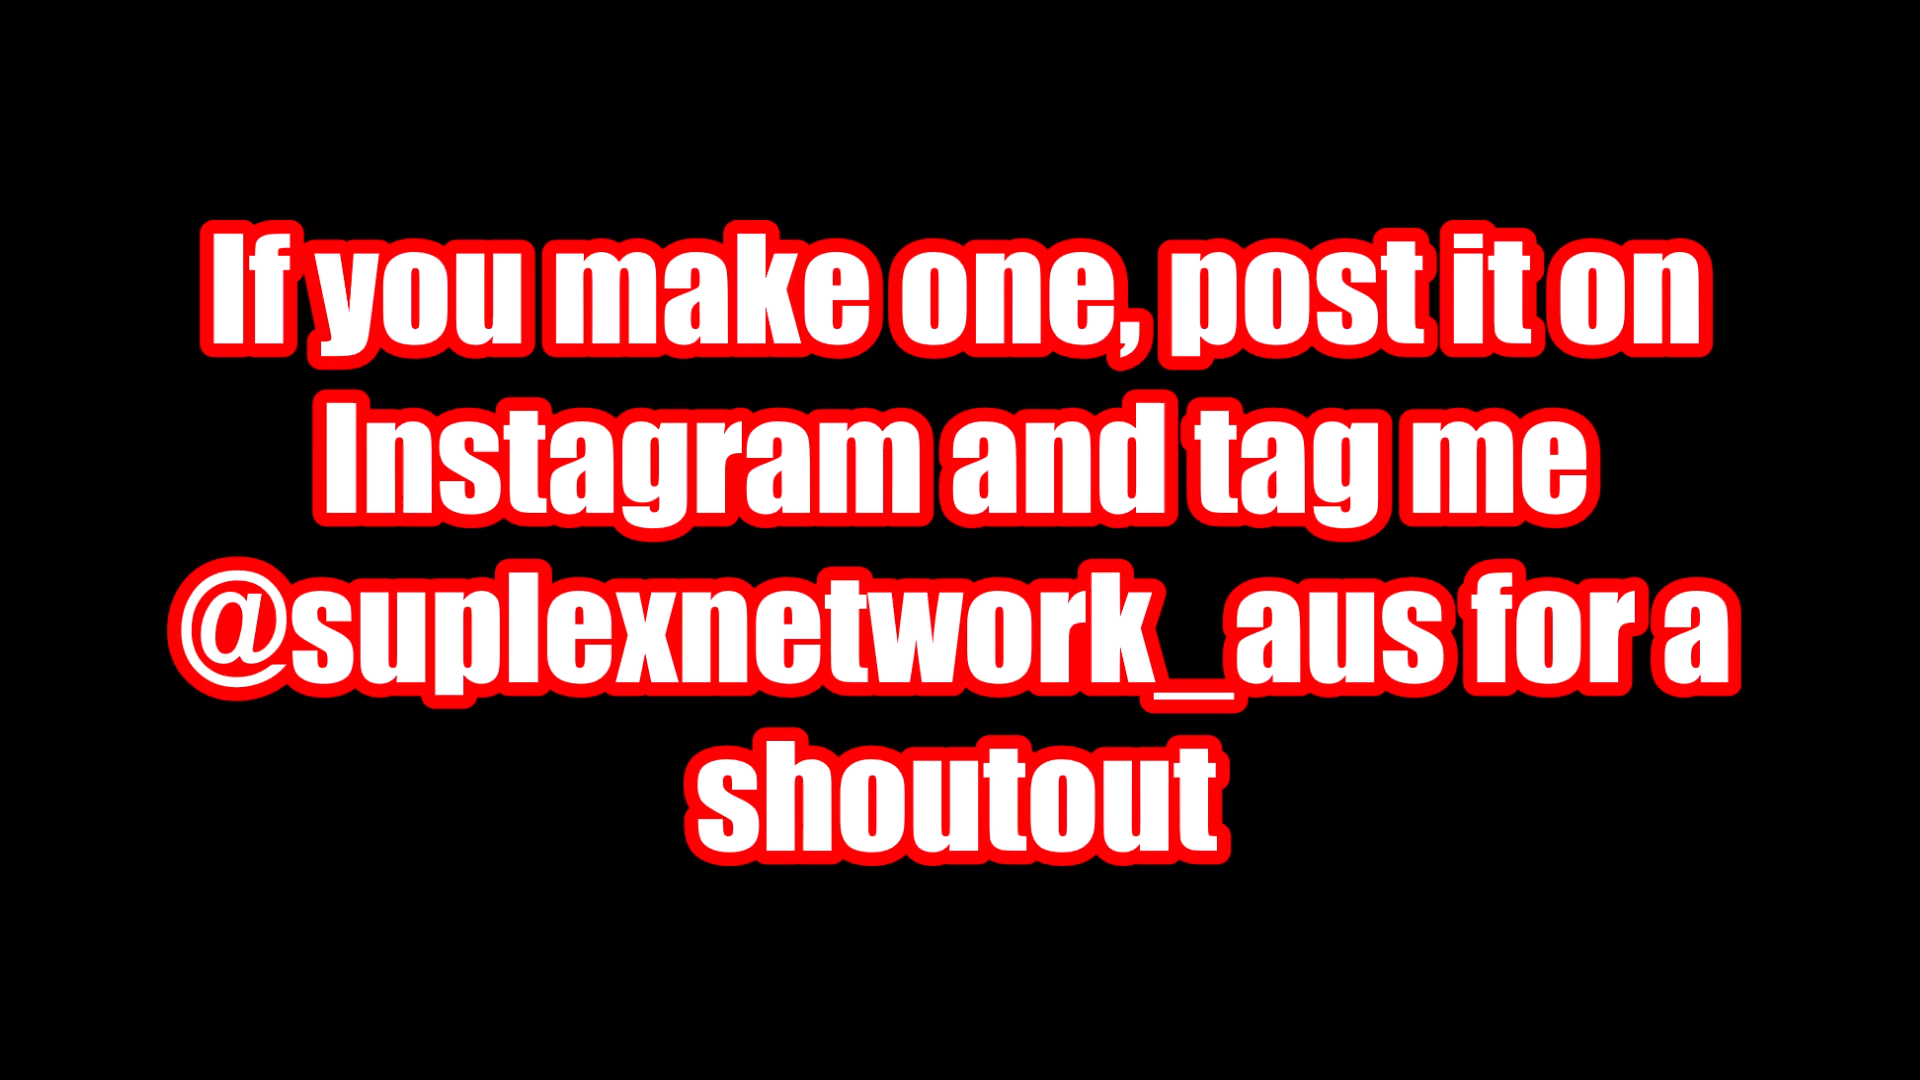 If you make one, post it on
Instagram and tag me
@suplexnetwork_aus for a
shoutout